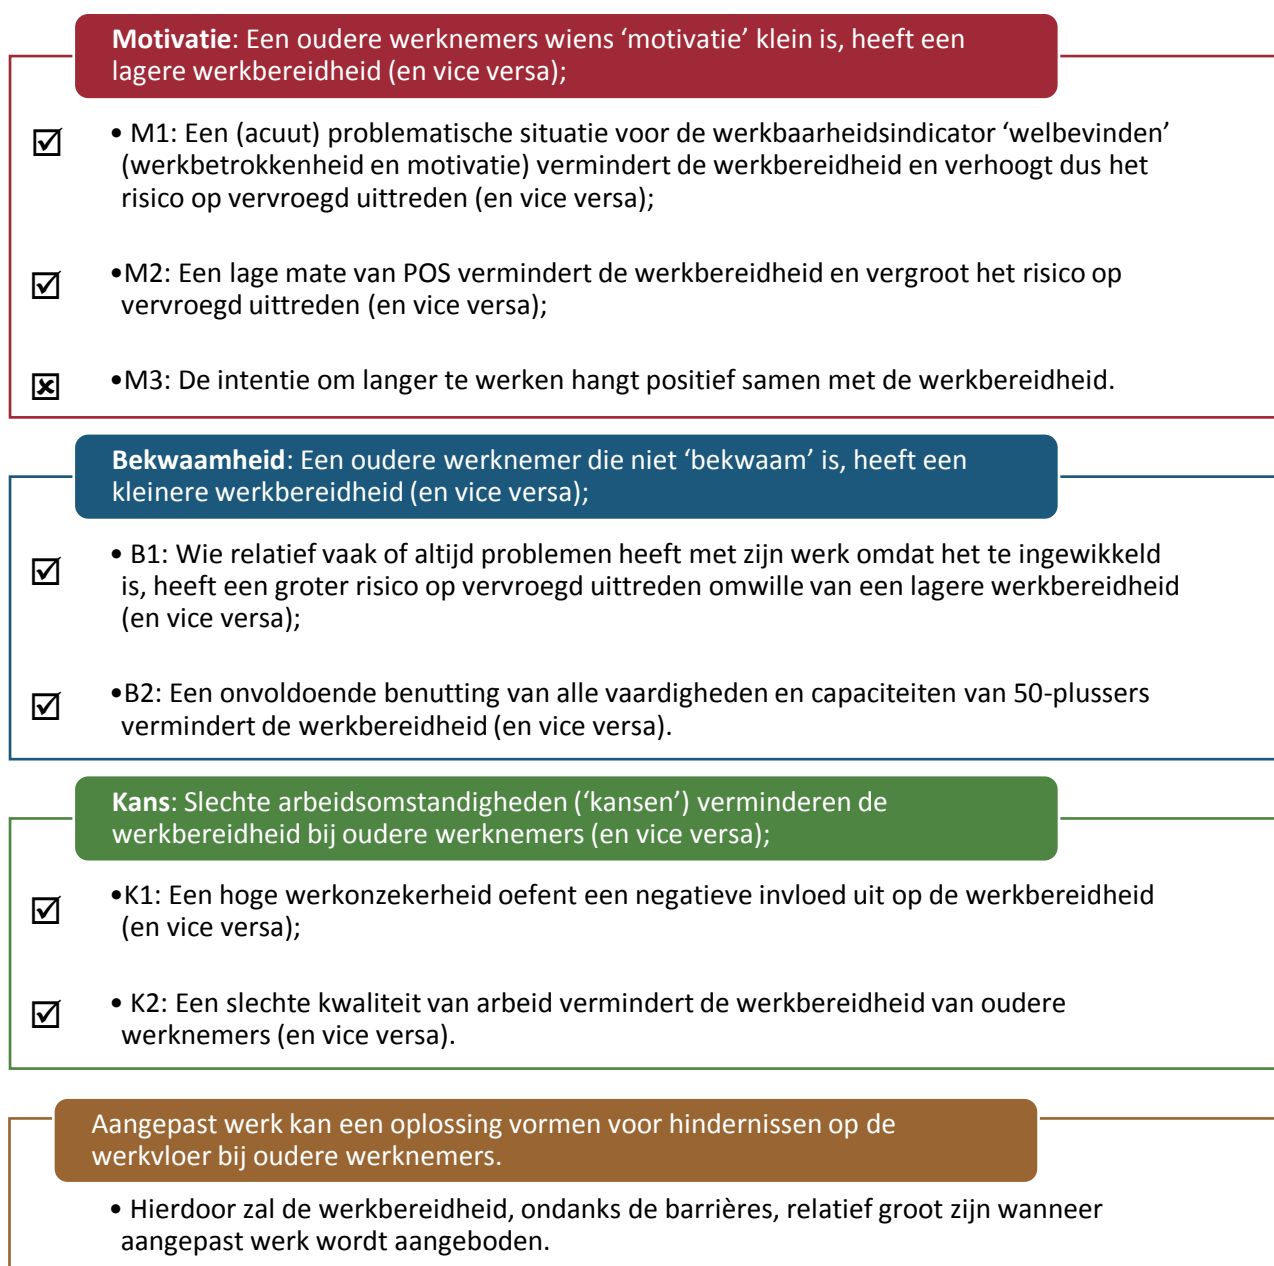 Motivatie: Een oudere werknemers wiens ‘motivatie’ klein is, heeft een
lagere werkbereidheid (en vice versa);
☑ • M1: Een (acuut) problematische situatie voor de werkbaarheidsindicator ‘welbevinden’
(werkbetrokkenheid en motivatie) vermindert de werkbereidheid en verhoogt dus het
risico op vervroegd uittreden (en vice versa);
☑ •M2: Een lage mate van POS vermindert de werkbereidheid en vergroot het risico op
vervroegd uittreden (en vice versa);
☒ •M3: De intentie om langer te werken hangt positief samen met de werkbereidheid.
Bekwaamheid: Een oudere werknemer die niet ‘bekwaam’ is, heeft een
kleinere werkbereidheid (en vice versa);
☑ • B1: Wie relatief vaak of altijd problemen heeft met zijn werk omdat het te ingewikkeld
is, heeft een groter risico op vervroegd uittreden omwille van een lagere werkbereidheid
(en vice versa);
☑ •B2: Een onvoldoende benutting van alle vaardigheden en capaciteiten van 50-plussers
vermindert de werkbereidheid (en vice versa).
Kans: Slechte arbeidsomstandigheden (‘kansen’) verminderen de
werkbereidheid bij oudere werknemers (en vice versa);
☑ •K1: Een hoge werkonzekerheid oefent een negatieve invloed uit op de werkbereidheid
(en vice versa);
☑ • K2: Een slechte kwaliteit van arbeid vermindert de werkbereidheid van oudere
werknemers (en vice versa).
Aangepast werk kan een oplossing vormen voor hindernissen op de
werkvloer bij oudere werknemers.
• Hierdoor zal de werkbereidheid, ondanks de barrières, relatief groot zijn wanneer
aangepast werk wordt aangeboden.